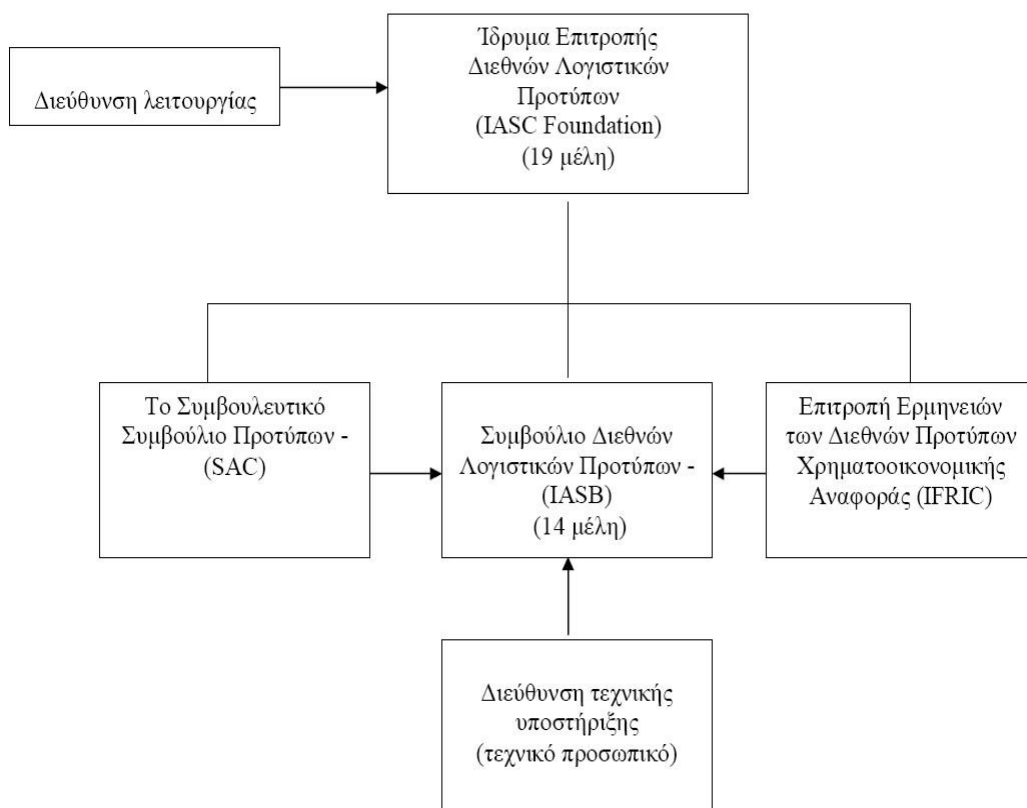 Ίδρυμα Επιτροπής
Διεθνών Λογιστικών
Προτύπων
(IASC Foundation)
(19 μέλη)
Διεύθυνση λειτουργίας
Το Συμβουλευτικό
Συμβούλιο Προτύπων -
(SAC)
Συμβούλιο Διεθνών
Λογιστικών Προτύπων -
(IASB)
(14 μέλη)
Επιτροπή Ερμηνειών
των Διεθνών Προτύπων
Χρηματοοικονομικής
Αναφοράς (IFRIC)
Διεύθυνση τεχνικής
υποστήριξης
(τεχνικό προσωπικό)